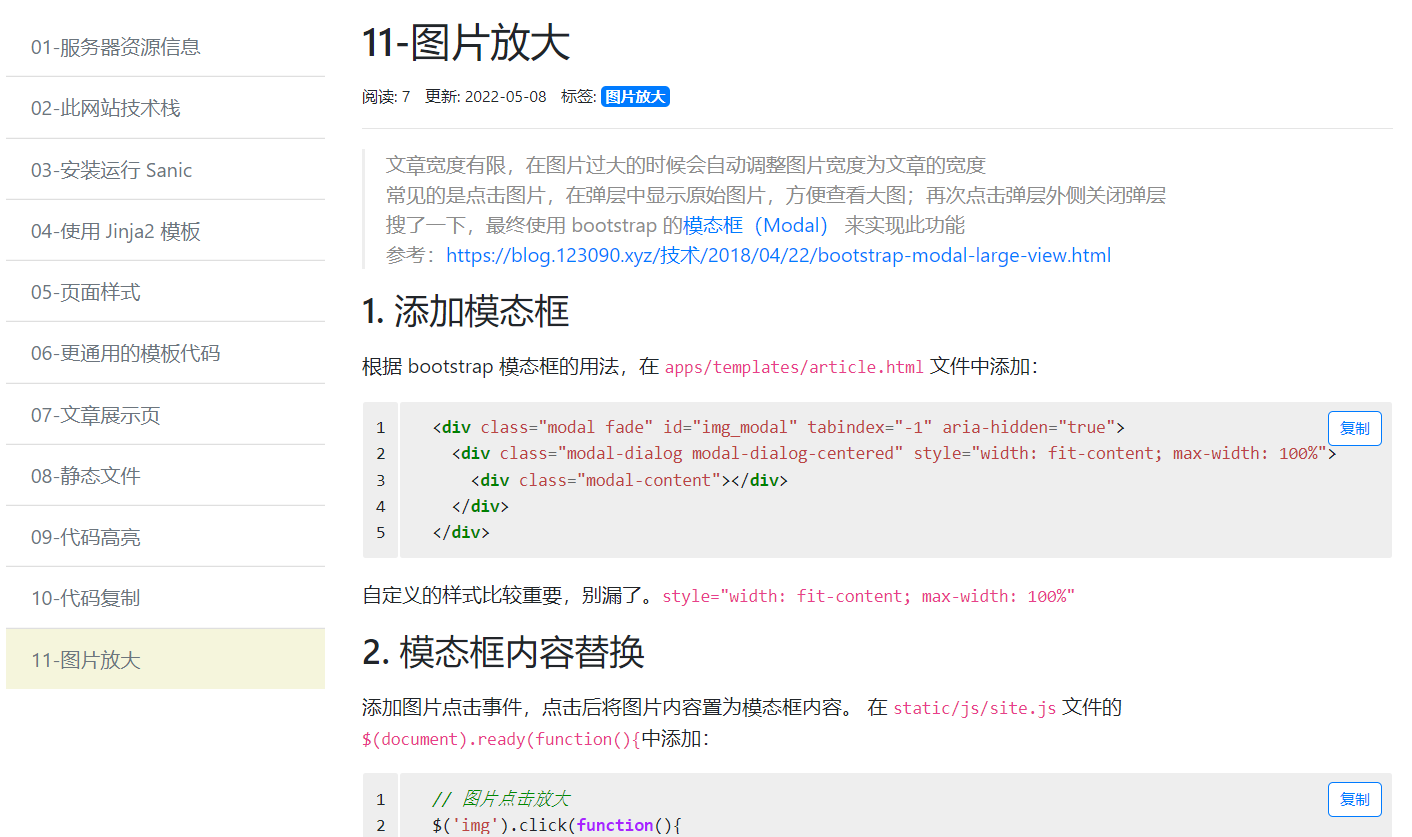 01-服务器资源信息
02-此网站技术栈
03-安装运行 Sanic
04-使用 Jinja2 模板
05-页面样式
06-更通用的模板代码
07-文章展示页
08-静态文件
09-代码高亮
10-代码复制
11-图片放大
11-图片放大
阅读: 7 更新: 2022-05-08 标签: 图片放大
文章宽度有限，在图片过大的时候会自动调整图片宽度为文章的宽度
常见的是点击图片，在弹层中显示原始图片，方便查看大图；再次点击弹层外侧关闭弹层
搜了一下，最终使用 bootstrap 的模态框（Modal） 来实现此功能
参考：https://blog.123090.xyz/技术/2018/04/22/bootstrap-modal-large-view.html
1. 添加模态框
根据 bootstrap 模态框的用法，在 apps/templates/article.html 文件中添加：
复制
1 <div class="modal fade" id="img_modal" tabindex="-1" aria-hidden="true">
2 <div class="modal-dialog modal-dialog-centered" style="width: fit-content; max-width: 100%">
3 <div class="modal-content"></div>
4 </div>
5 </div>
自定义的样式比较重要，别漏了。style="width: fit-content; max-width: 100%"
2. 模态框内容替换
添加图片点击事件，点击后将图片内容置为模态框内容。 在 static/js/site.js 文件的
$(document).ready(function(){中添加：
复制
1 // 图片点击放大
2 $('img').click(function(){